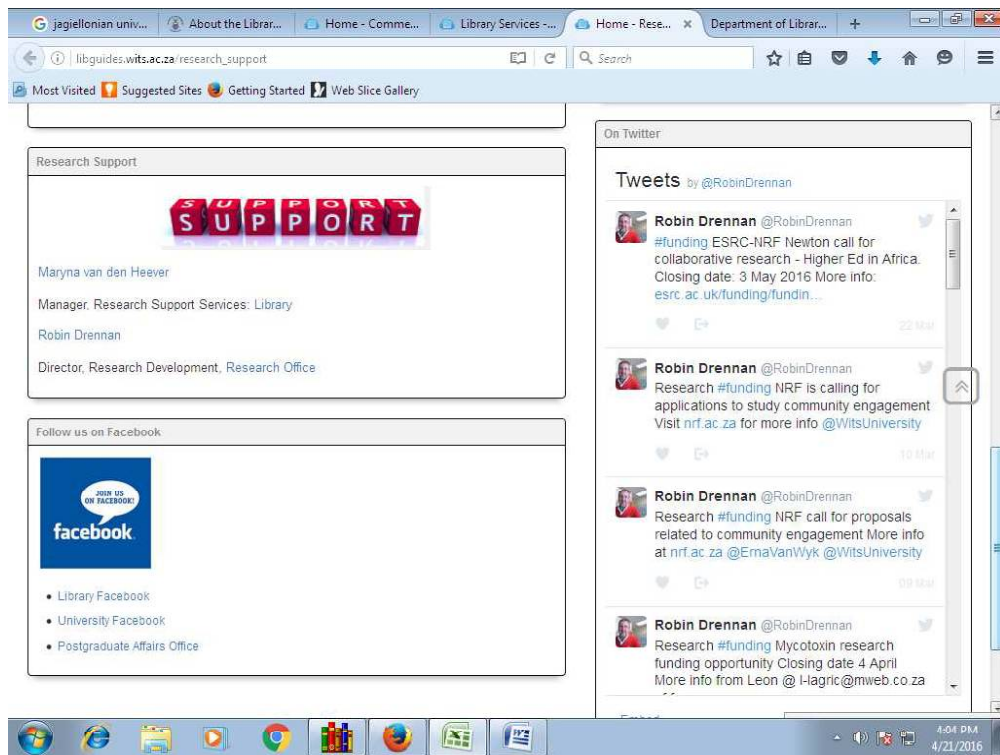 jagiellonian univ...
About the Librar...
Home - Comme...
Library Services -...
Home - Rese...
Department of Librar...
libguides.wits.ac.za/research_support
Search
Most Visited
Suggested Sites
Getting Started
Web Slice Gallery
Research Support
SUPPORT
SUPPORT
Maryna van den Heever
Manager, Research Support Services: Library
Robin Drennan
Director, Research Development, Research Office
Follow us on Facebook
JOIN US
ON FACEBOOK!
facebook
• Library Facebook
• University Facebook
• Postgraduate Affairs Office
On Twitter
Tweets by @RobinDrennan
Robin Drennan @RobinDrennan
#funding ESRC-NRF Newton call for
collaborative research - Higher Ed in Africa.
Closing date: 3 May 2016 More info:
esrc.ac.uk/funding/fundin...
22 Mar
Robin Drennan @RobinDrennan
Research #funding NRF is calling for
applications to study community engagement
Visit nrf.ac.za for more info @WitsUniversity
10 Mar
Robin Drennan @RobinDrennan
Research #funding NRF call for proposals
related to community engagement More info
at nrf.ac.za @ErnaVanWyk @WitsUniversity
09 Mar
Robin Drennan @RobinDrennan
Research #funding Mycotoxin research
funding opportunity Closing date 4 April
More info from Leon @ l-lagric@mweb.co.za
Embed
4:04 PM
4/21/2016